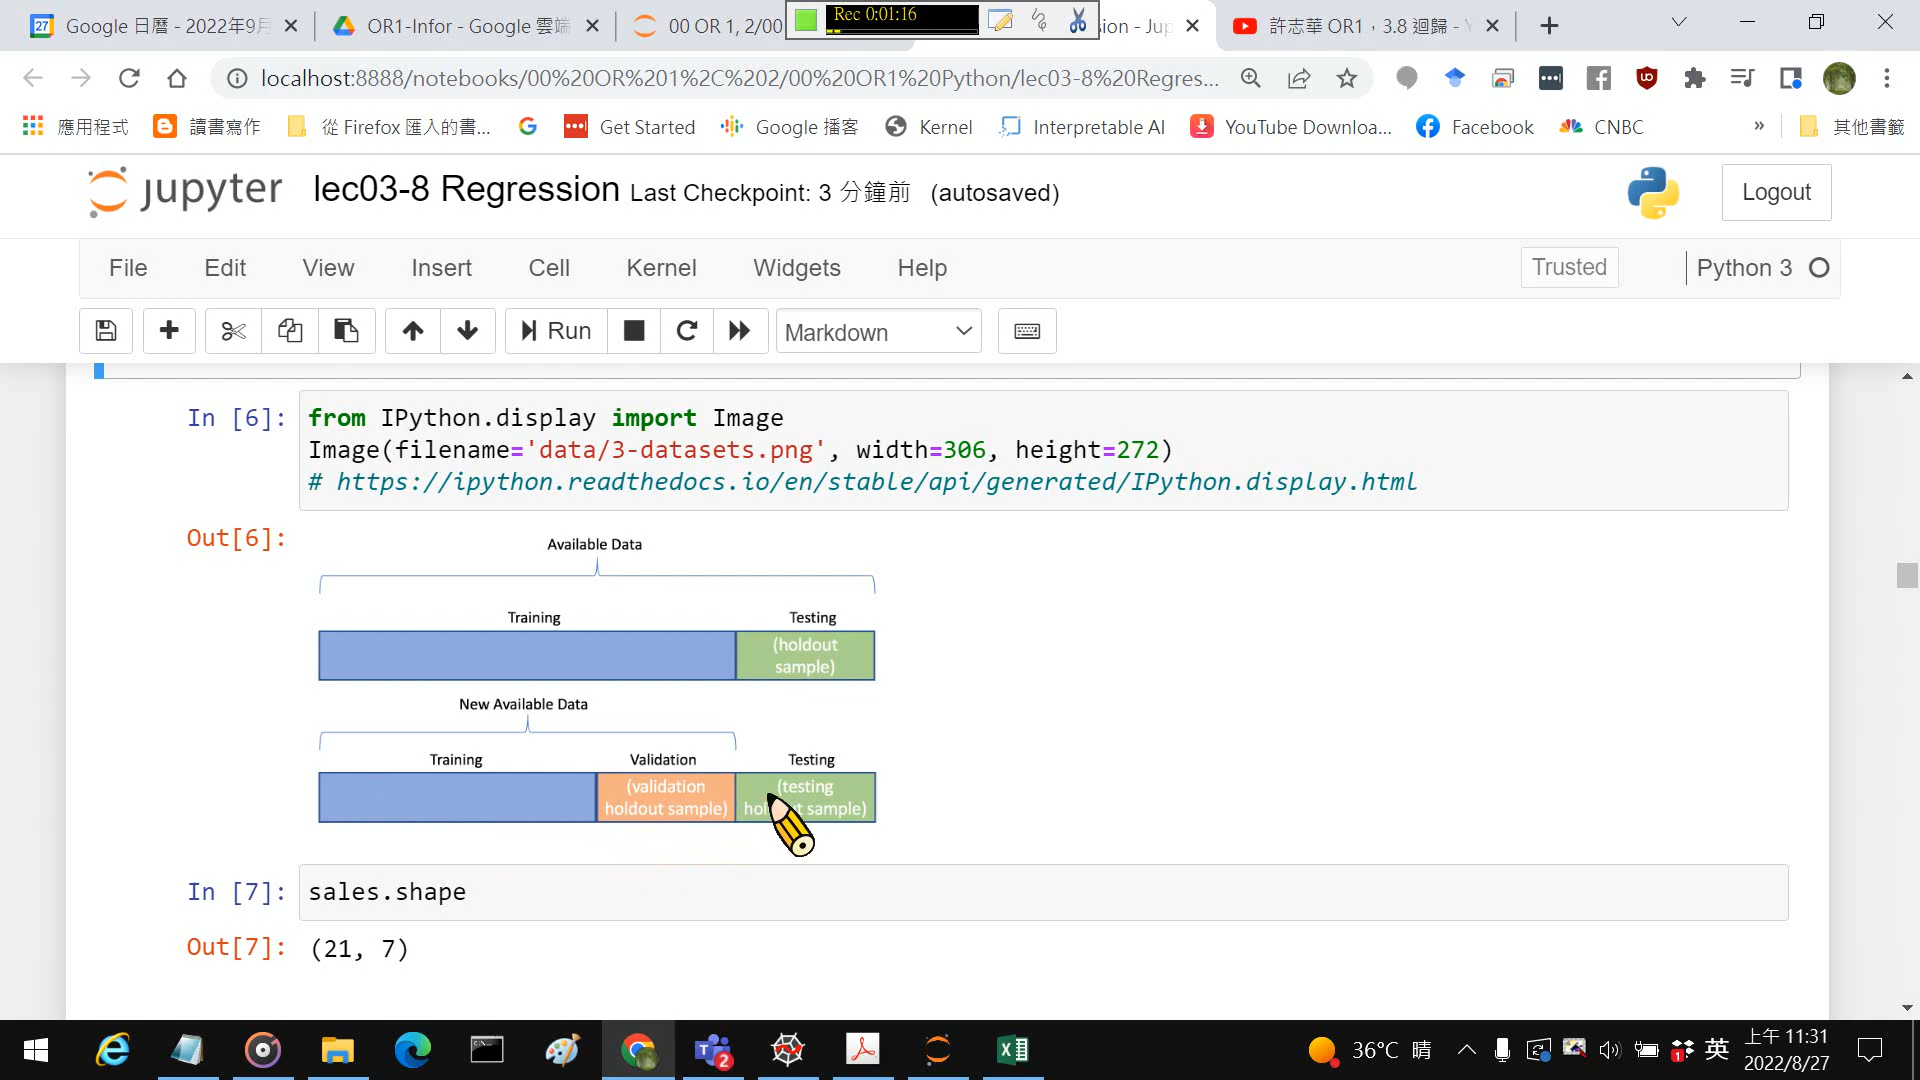 Google 日曆 - 2022年9月
OR1-Infor - Google 雲端
00 OR 1, 2/00
Rec 0:01:16
sion - Jup
許志華 OR1，3.8 迴歸 - Y
localhost:8888/notebooks/00%20OR%201%2C%202/00%20OR1%20Python/lec03-8%20Regres...
應用程式
讀書寫作
從 Firefox 匯入的書...
Get Started
Google 播客
Kernel
Interpretable AI
YouTube Downloa...
Facebook
CNBC
»
其他書籤
jupyter lec03-8 Regression Last Checkpoint: 3 分鐘前 (autosaved)
Logout
File Edit View Insert Cell Kernel Widgets Help
Trusted
Python 3
Run
Markdown
In [6]: from IPython.display import Image
Image(filename='data/3-datasets.png', width=306, height=272)
# https://ipython.readthedocs.io/en/stable/api/generated/IPython.display.html
Out[6]:
Available Data
Training Testing
(holdout
sample)
New Available Data
Training Validation Testing
(validation
holdout sample)
(testing
sample)
In [7]: sales.shape
Out[7]: (21, 7)
36°C 晴
英
上午 11:31
2022/8/27